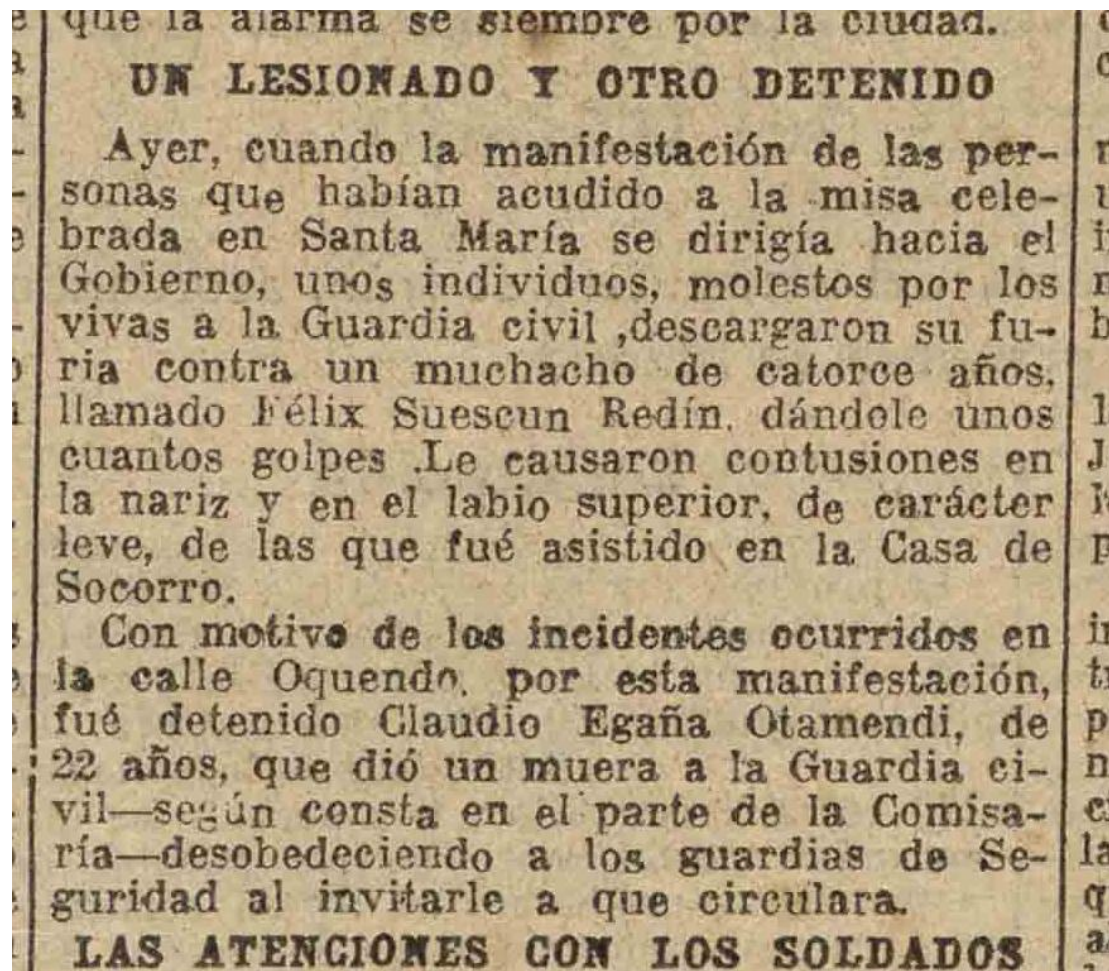 que la alarma se siembre por la ciudad.
UN LESIONADO Y OTRO DETENIDO
Ayer, cuando la manifestación de las per-
sonas que habían acudido a la misa cele-
brada en Santa María se dirigía hacia el
Gobierno, unos individuos, molestos por los
vivas a la Guardia civil ,descargaron su fu-
ria contra un muchacho de catorce años,
llamado Félix Suescun Redín, dándole unos
cuantos golpes .Le causaron contusiones en
la nariz y en el labio superior, de carácter
leve, de las que fué asistido en la Casa de
Socorro.
Con motivo de los incidentes ocurridos en
la calle Oquendo, por esta manifestación,
fué detenido Claudio Egaña Otamendi, de
22 años, que dió un muera a la Guardia ci-
vil—según consta en el parte de la Comisa-
ría—desobedeciendo a los guardias de Se-
guridad al invitarle a que circulara.
LAS ATENCIONES CON LOS SOLDADOS